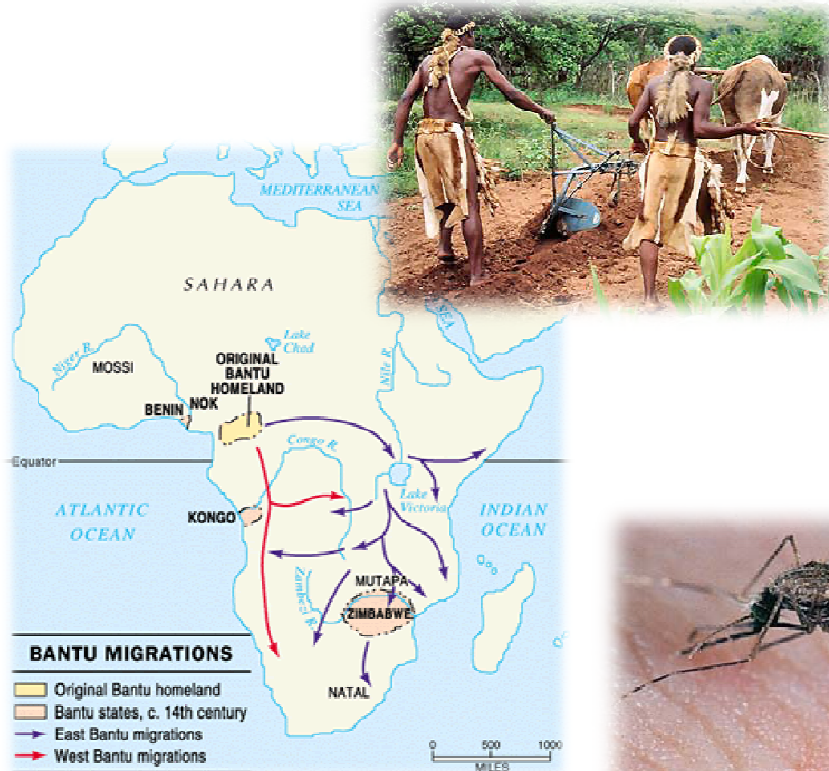 MEDITERRANEAN
SEA
SAHARA
SEA
Lake
Chad
Niger R.
Nile R.
MOSSI
ORIGINAL
BANTU
HOMELAND
NOK
BENIN
Congo R.
Equator
Lake
Victoria
ATLANTIC
OCEAN
INDIAN
OCEAN
KONGO
Zambezi R.
MUTAPA
ZIMBABWE
NATAL
BANTU MIGRATIONS
Original Bantu homeland
Bantu states, c. 14th century
East Bantu migrations
West Bantu migrations
0 500 1000
MILES